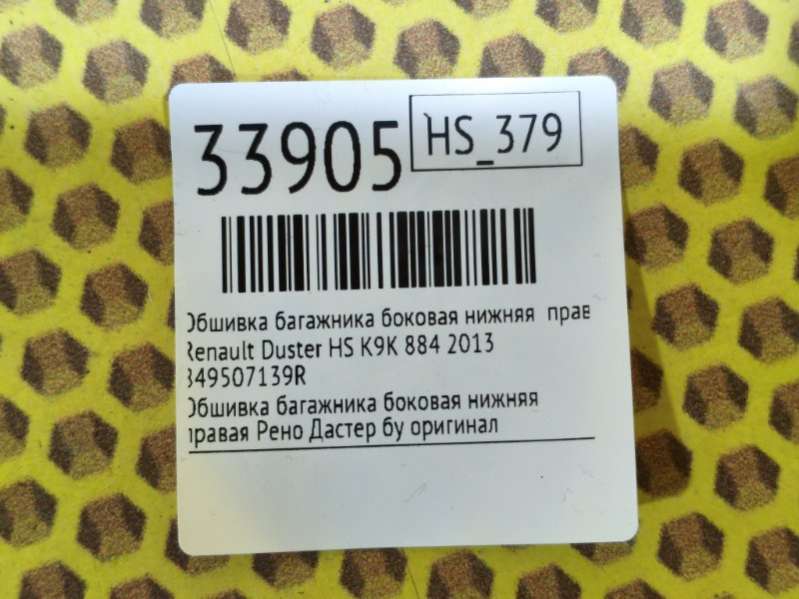 33905
HS_379
Обшивка багажника боковая нижняя прав
Renault Duster HS K9K 884 2013
849507139R
Обшивка багажника боковая нижняя
правая Рено Дастер бу оригинал